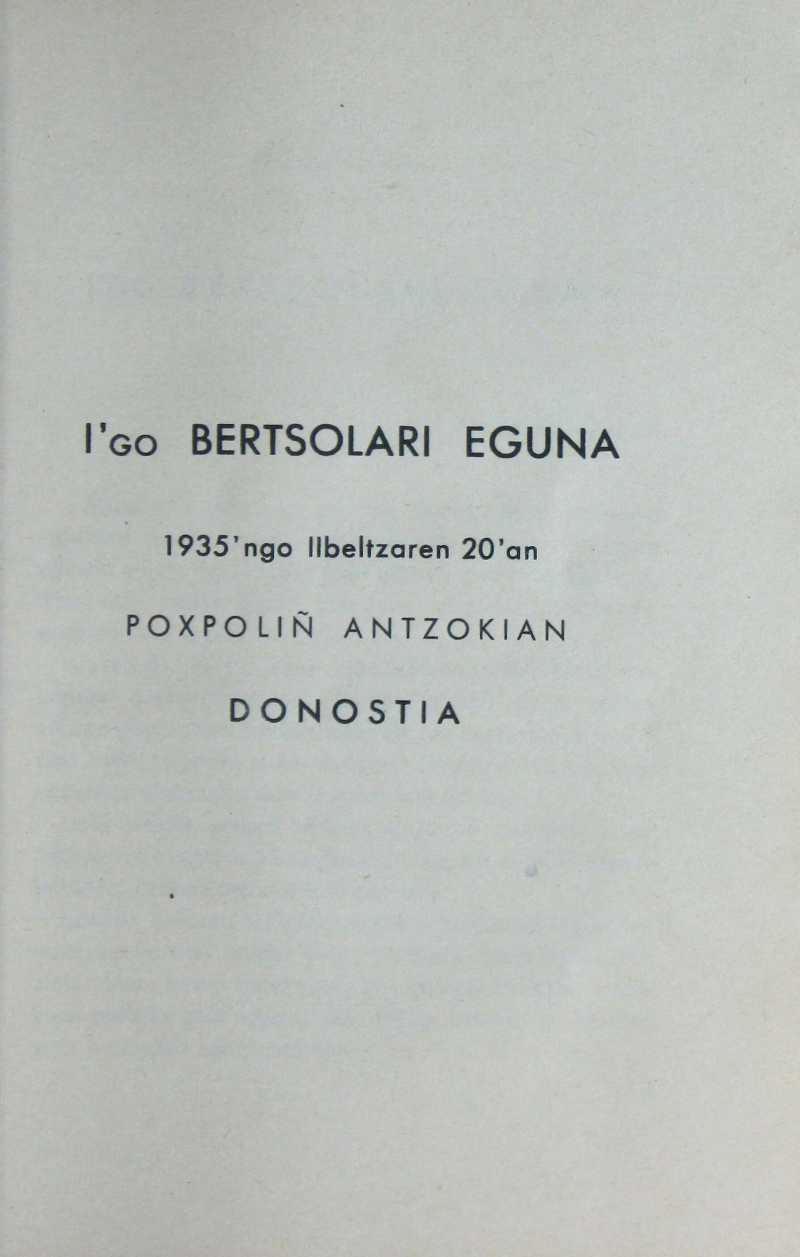 I'GO BERTSOLARI EGUNA
1935'ngo Ilbeltzaren 20'an
POXPOLIÑ ANTZOKIAN
DONOSTIA